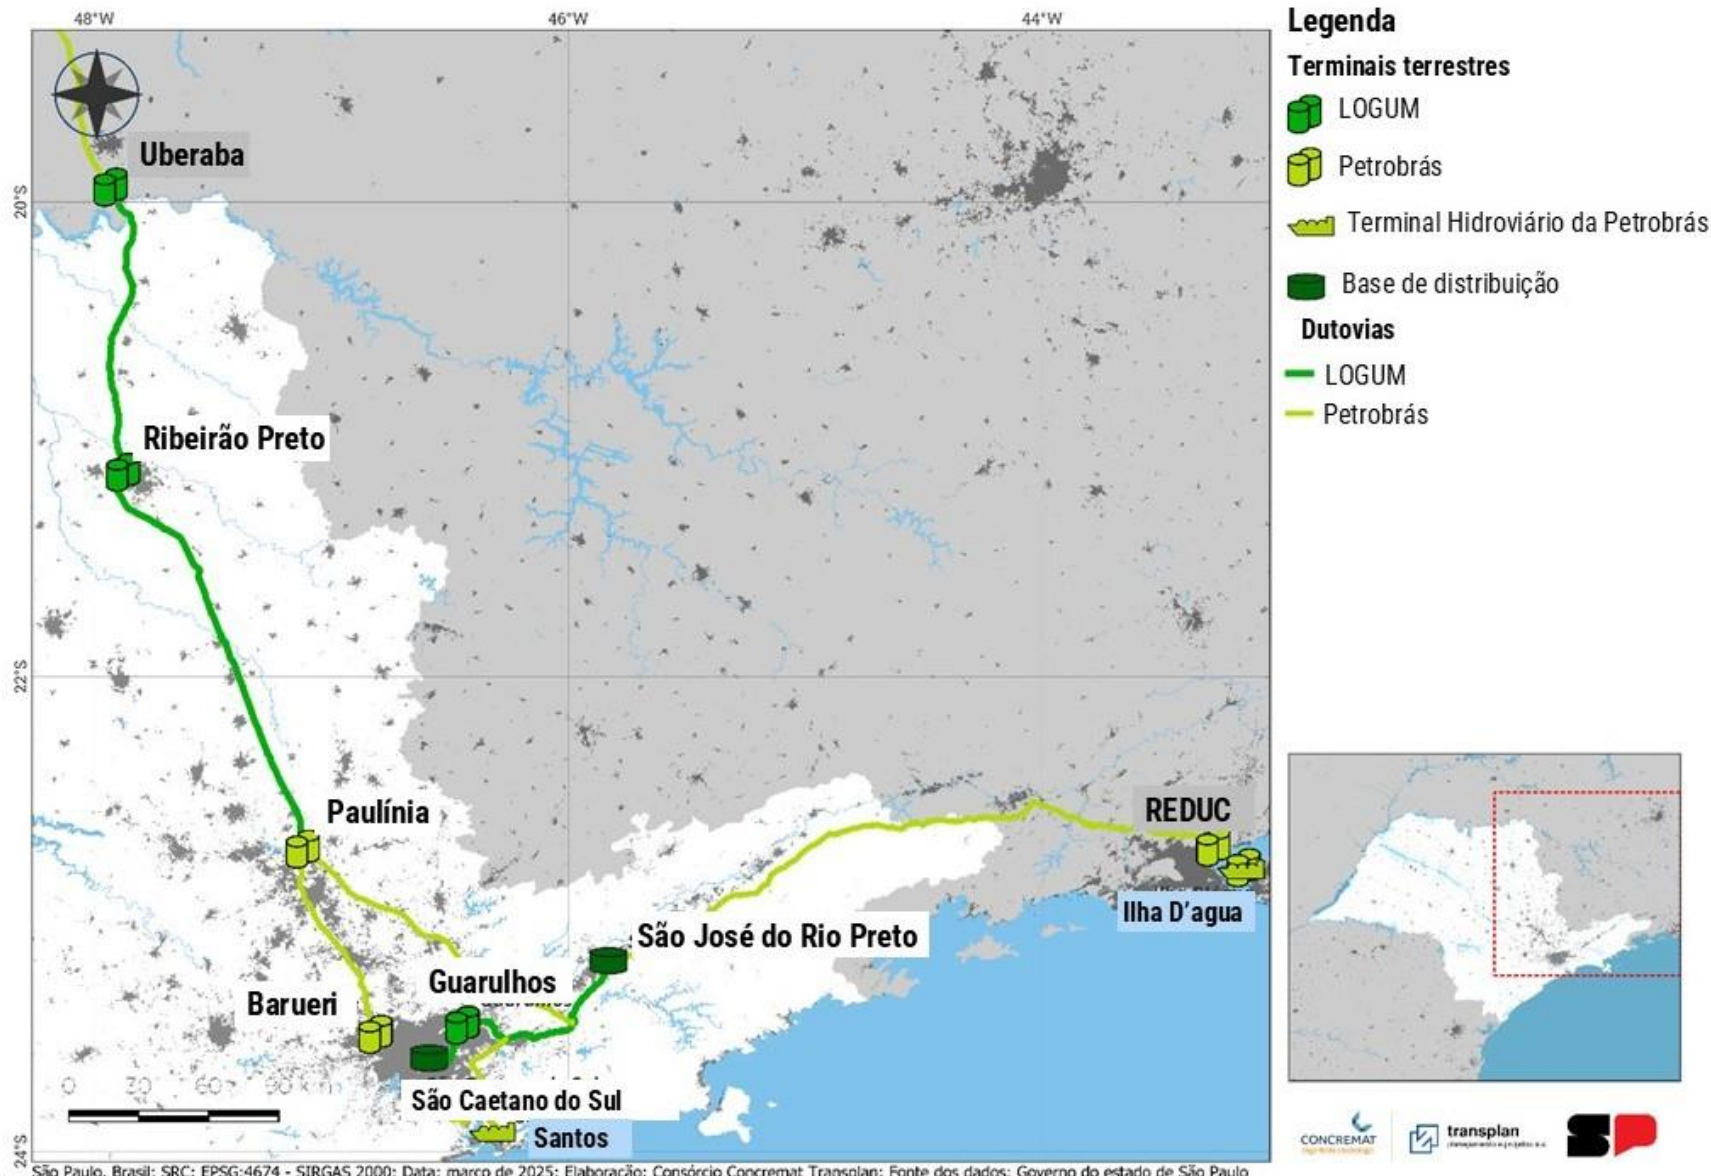 48°W
46°W
44°W
20°S
22°S
24°S
Uberaba
Ribeirão Preto
Paulínia
REDUC
Ilha D'agua
São José do Rio Preto
Guarulhos
Barueri
São Caetano do Sul
Santos
0 30 60 90 km
São Paulo, Brasil; SRC: EPSG:4674 - SIRGAS 2000; Data: março de 2025; Elaboração: Consórcio Concremat Transplan; Fonte dos dados: Governo do estado de São Paulo
Legenda
Terminais terrestres
LOGUM
Petrobrás
Terminal Hidroviário da Petrobrás
Base de distribuição
Dutovias
LOGUM
Petrobrás
CONCREMAT
transplan
SP